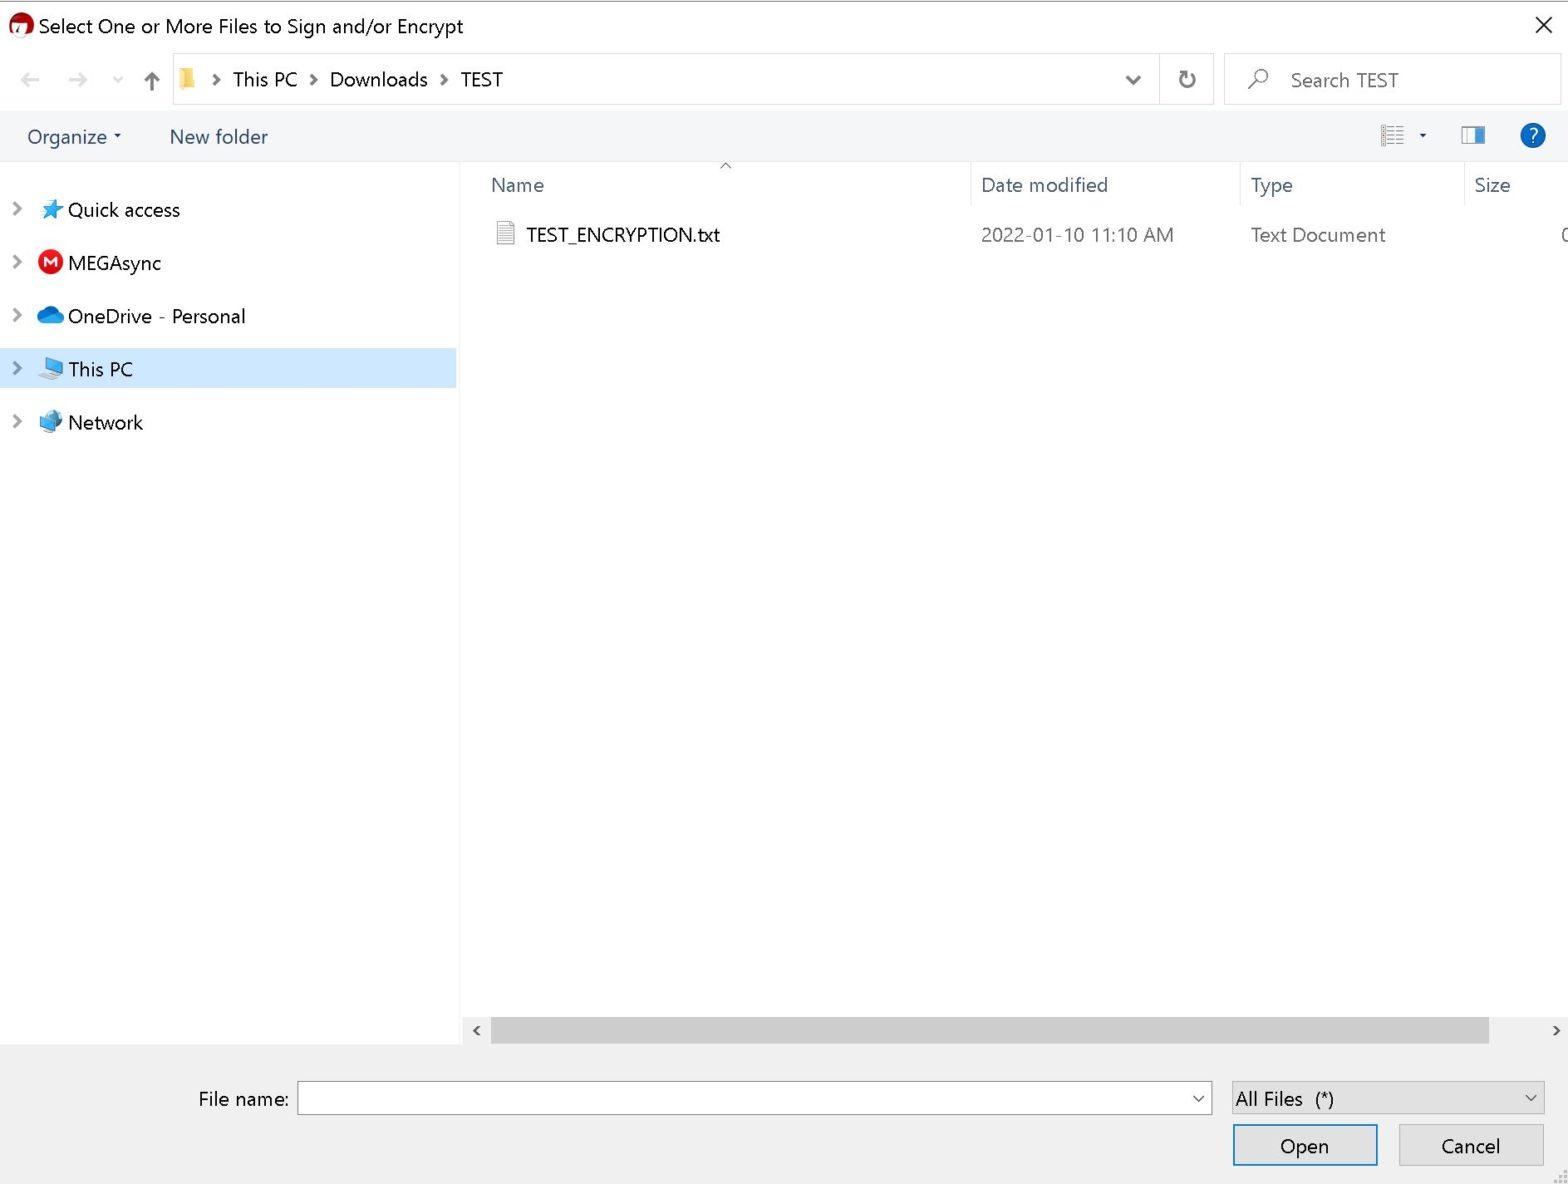 Select One or More Files to Sign and/or Encrypt
This PC > Downloads > TEST
Search TEST
Organize
New folder
Name
Date modified
Type
Size
TEST_ENCRYPTION.txt
2022-01-10 11:10 AM
Text Document
Quick access
MEGAsync
OneDrive - Personal
This PC
Network
File name:
All Files (*)
Open
Cancel